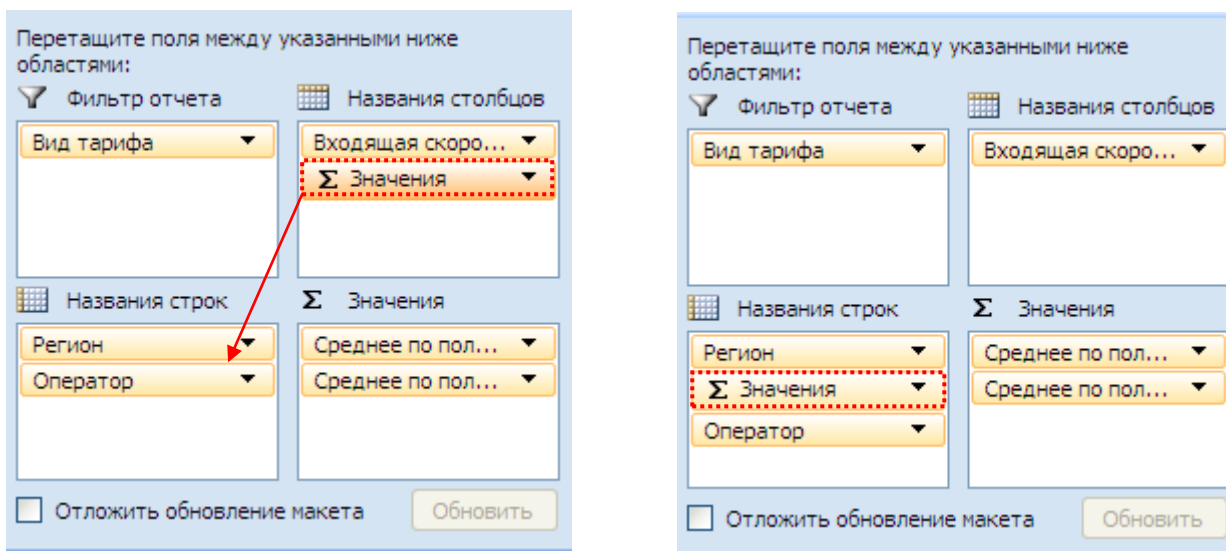 Перетащите поля между указанными ниже
областями:
Фильтр отчета
Названия столбцов
Вид тарифа
Входящая скоро...
Σ Значения
Названия строк
Σ Значения
Регион
Среднее по пол...
Оператор
Среднее по пол...
Отложить обновление макета
Обновить
Перетащите поля между указанными ниже
областями:
Фильтр отчета
Названия столбцов
Вид тарифа
Входящая скоро...
Названия строк
Σ Значения
Регион
Среднее по пол...
Σ Значения
Среднее по пол...
Оператор
Отложить обновление макета
Обновить